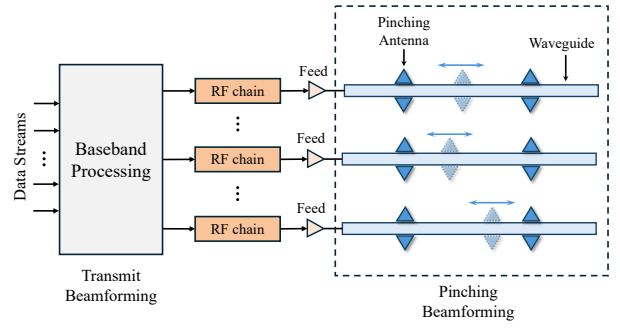 Pinching
Antenna
Waveguide
Feed
RF chain
Data Streams
Baseband
Processing
Feed
RF chain
Feed
RF chain
Transmit
Beamforming
Pinching
Beamforming